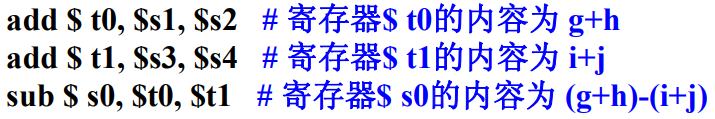 add $ t0, $s1, $s2 # 寄存器$ t0的内容为 g+h
add $ t1, $s3, $s4 # 寄存器$ t1的内容为 i+j
sub $ s0, $t0, $t1 # 寄存器$ s0的内容为 (g+h)-(i+j)